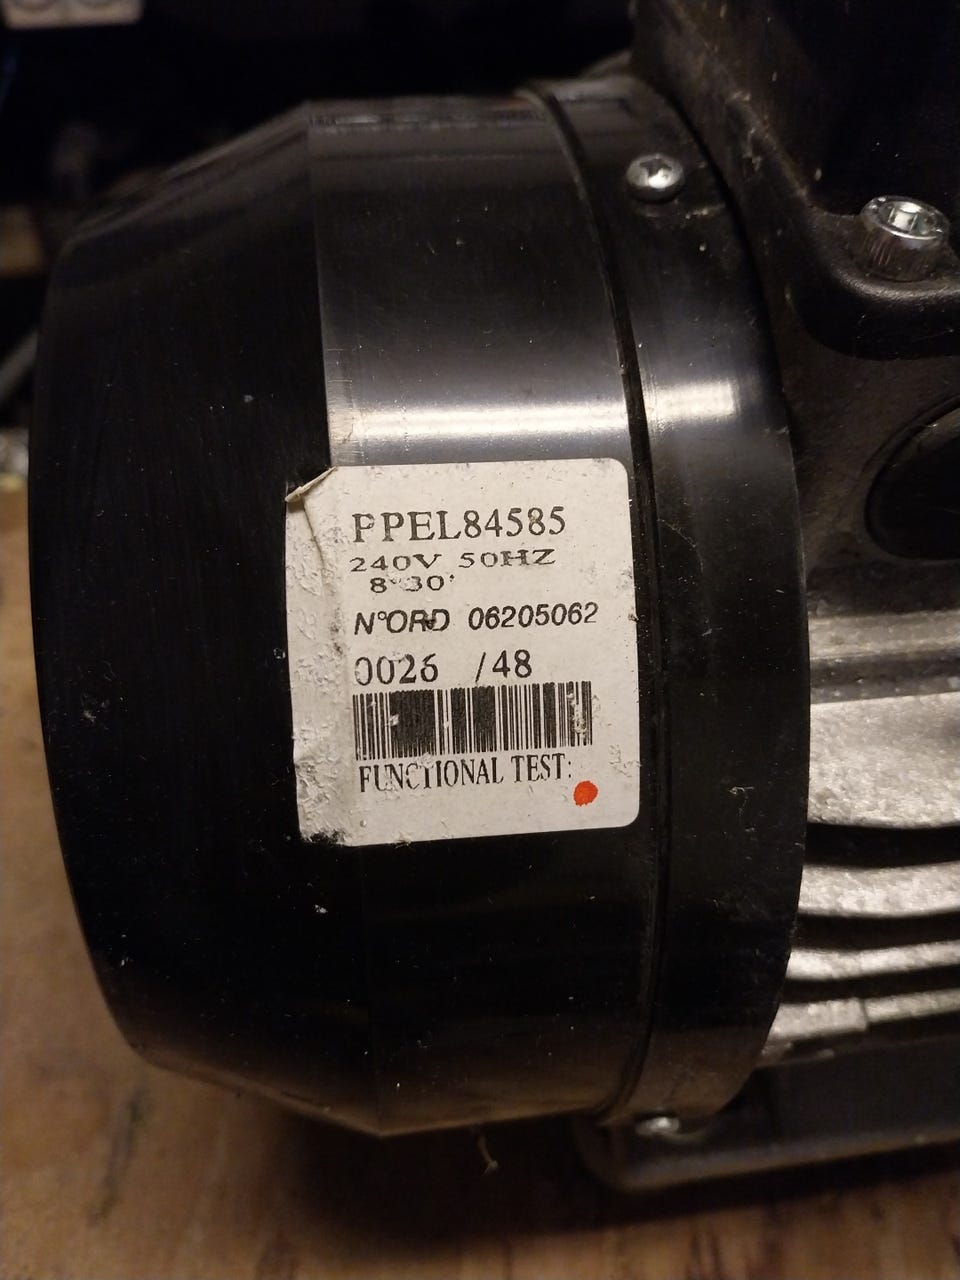 PPEL84585
240V 50HZ
8°30'
N°ORD 06205062
0026 /48
FUNCTIONAL TEST: